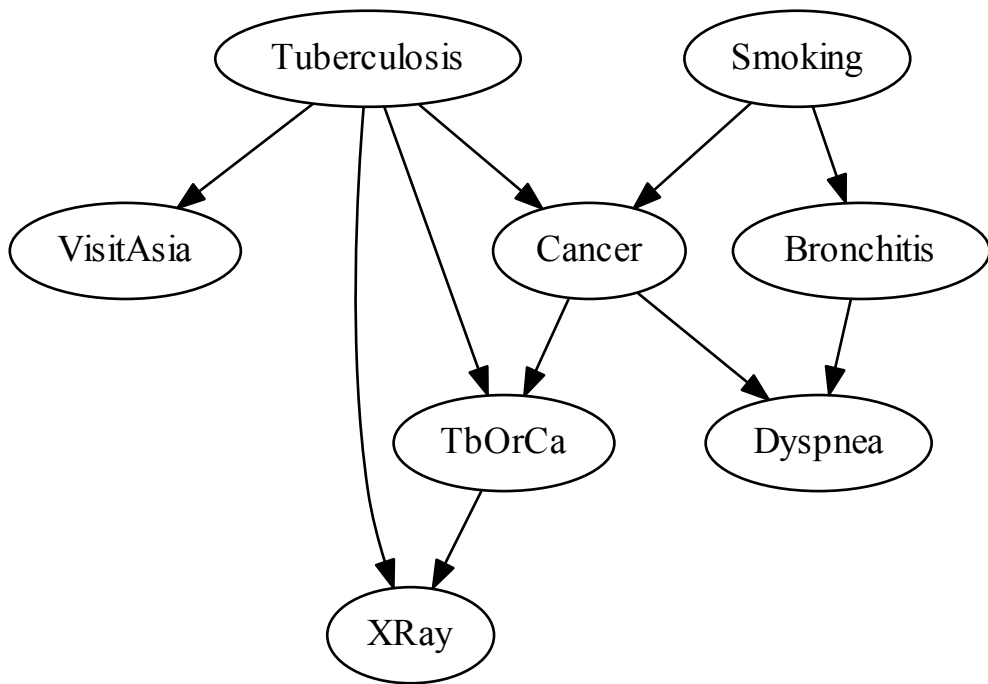 Tuberculosis
Smoking
VisitAsia
Cancer
Bronchitis
TbOrCa
Dyspnea
XRay